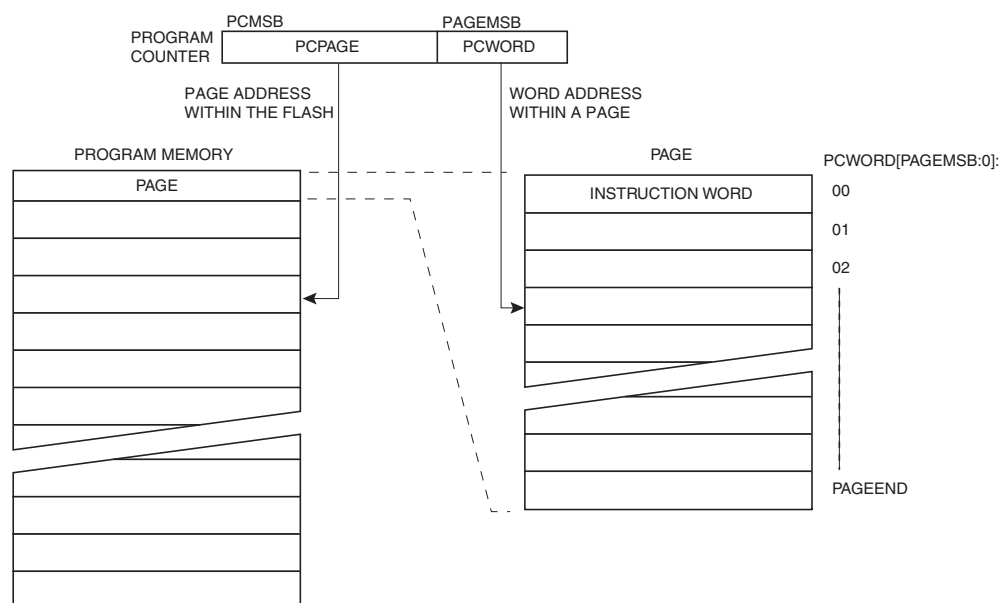 PCMSB
PAGEMSB
PROGRAM
COUNTER
PCPAGE
PCWORD
PAGE ADDRESS
WITHIN THE FLASH
WORD ADDRESS
WITHIN A PAGE
PROGRAM MEMORY
PAGE
PAGE
INSTRUCTION WORD
PCWORD[PAGEMSB:0]:
00
01
02
PAGEEND